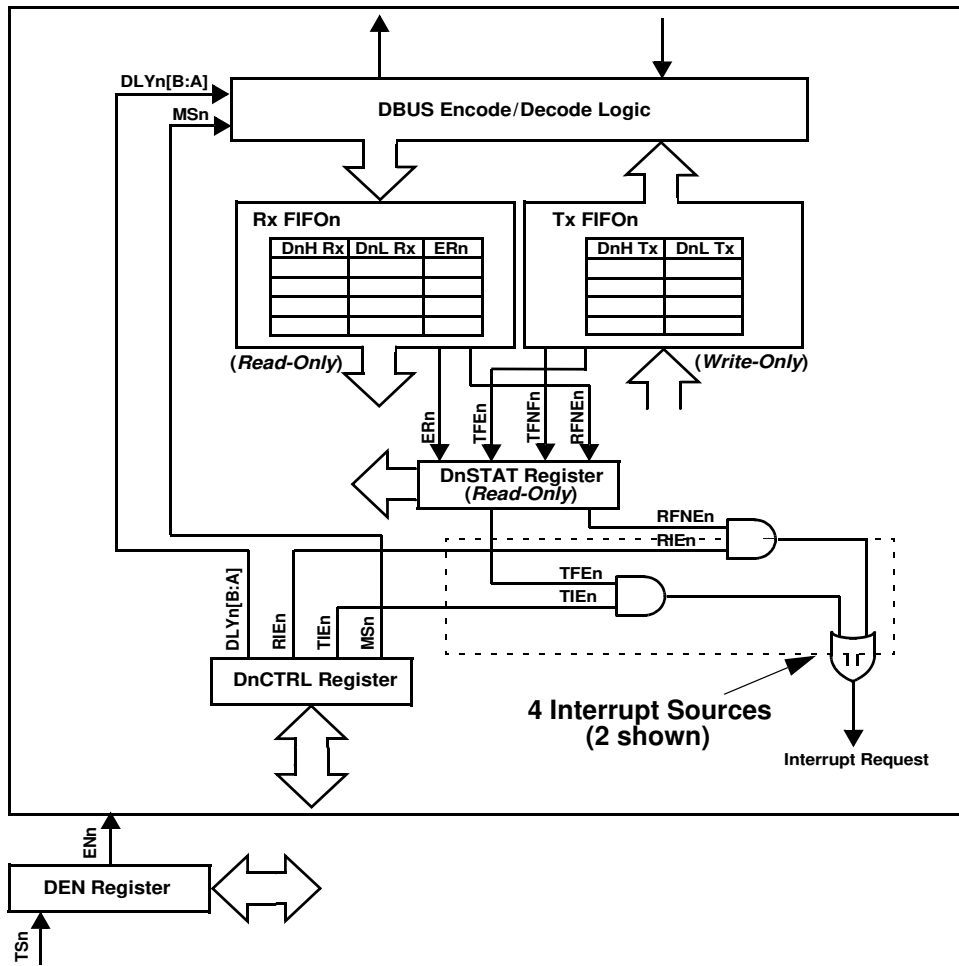 DLYn[B:A]
MSn
DBUS Encode/Decode Logic
Rx FIFOn
DnH Rx DnL Rx ERn
(Read-Only)
Tx FIFOn
DnH Tx DnL Tx
(Write-Only)
ERn
TFEn
TFNFn
RFNEn
DnSTAT Register
(Read-Only)
RFNEn
RIEn
TFEn
TIEn
DLYn[B:A]
RIEn
TIEn
MSn
DnCTRL Register
4 Interrupt Sources
(2 shown)
Interrupt Request
ENn
DEN Register
TSn